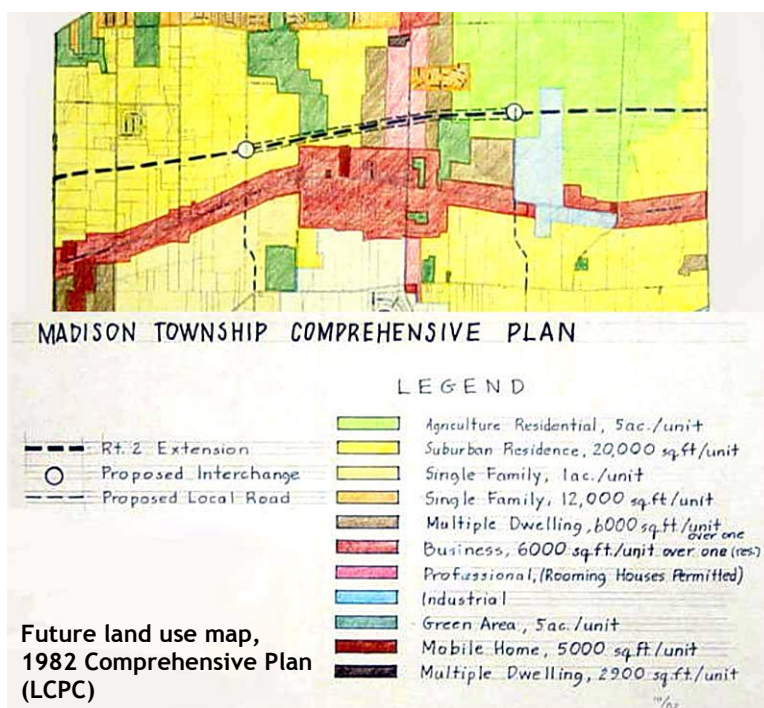 MADISON TOWNSHIP COMPREHENSIVE PLAN
LEGEND
Rt. 2 Extension
Proposed Interchange
Proposed Local Road
Agriculture Residential, 5ac./unit
Suburban Residence, 20,000 sq.ft/unit
Single Family, 1ac./unit
Single Family, 12,000 sq.ft/unit
Multiple Dwelling, 6000 sq.ft/unit over one
Business, 6000 sq.ft./unit over one (res.)
Professional, (Rooming Houses Permitted)
Industrial
Green Area, 5ac./unit
Mobile Home, 5000 sq.ft/unit
Multiple Dwelling, 2900 sq.ft./unit
Future land use map,
1982 Comprehensive Plan
(LCPC)